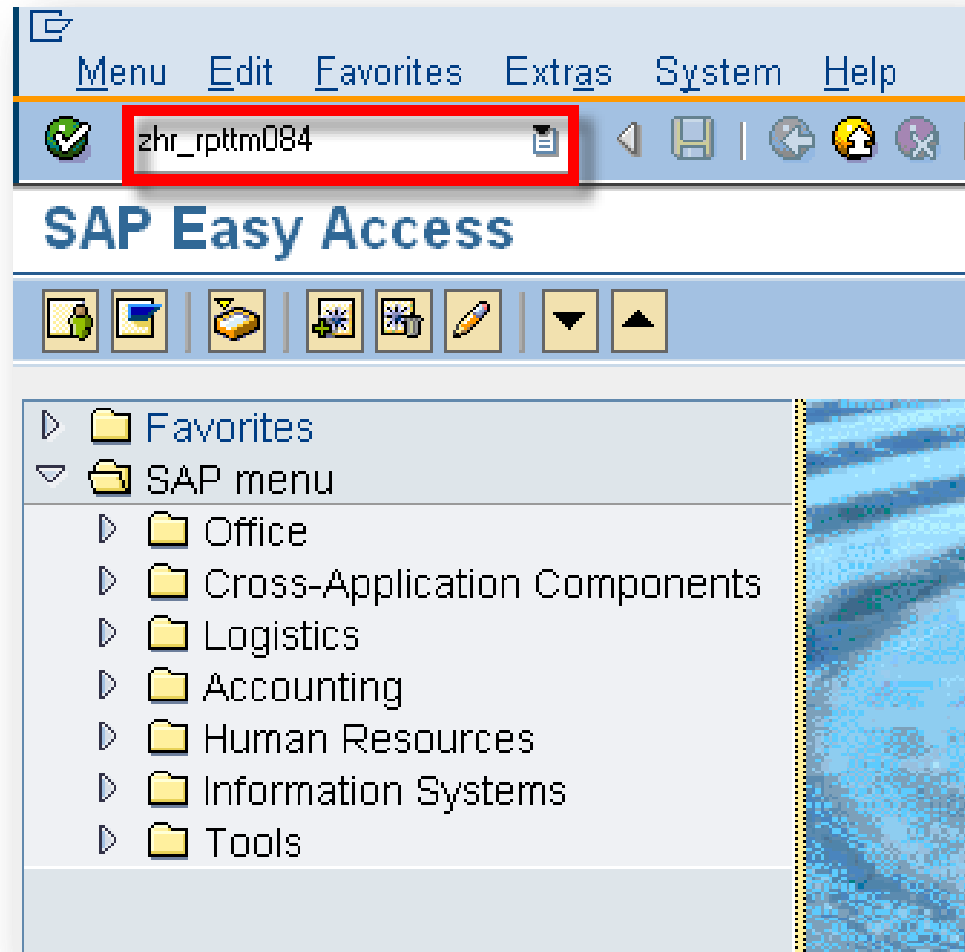 Menu Edit Favorites Extras System Help
zhr_rpttm084
SAP Easy Access
Favorites
SAP menu
Office
Cross-Application Components
Logistics
Accounting
Human Resources
Information Systems
Tools